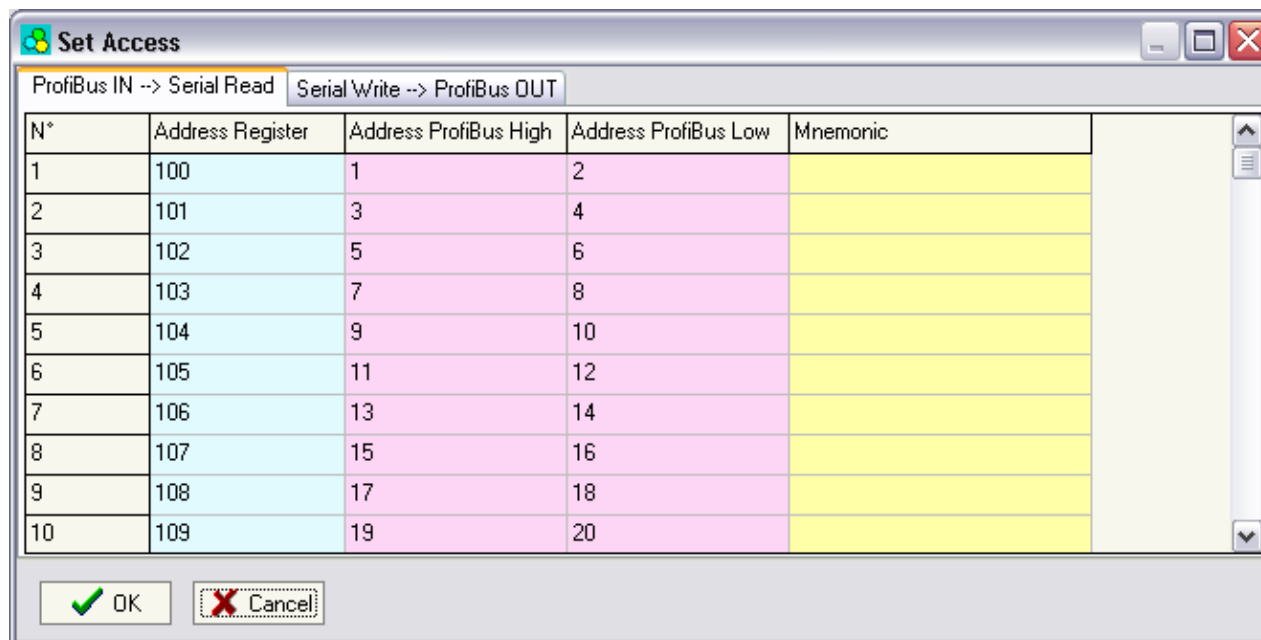 Set Access
ProfiBus IN --> Serial Read Serial Write --> ProfiBus OUT
N° Address Register Address ProfiBus High Address ProfiBus Low Mnemonic
1 100 1 2
2 101 3 4
3 102 5 6
4 103 7 8
5 104 9 10
6 105 11 12
7 106 13 14
8 107 15 16
9 108 17 18
10 109 19 20
OK Cancel